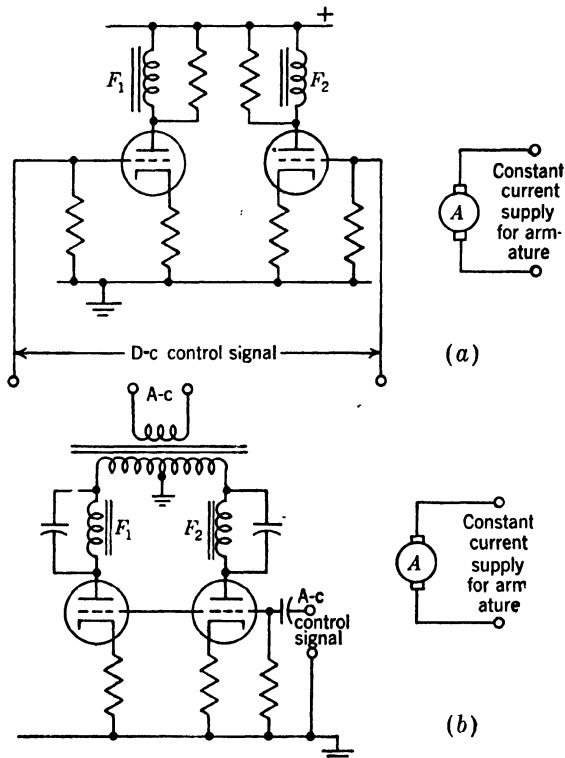 +
F₁
F₂
A
Constant
current
supply
for arm-
ature
D-c control signal
(a)
A-c
F₁
F₂
A-c
control
signal
A
Constant
current
supply
for arm
ature
(b)